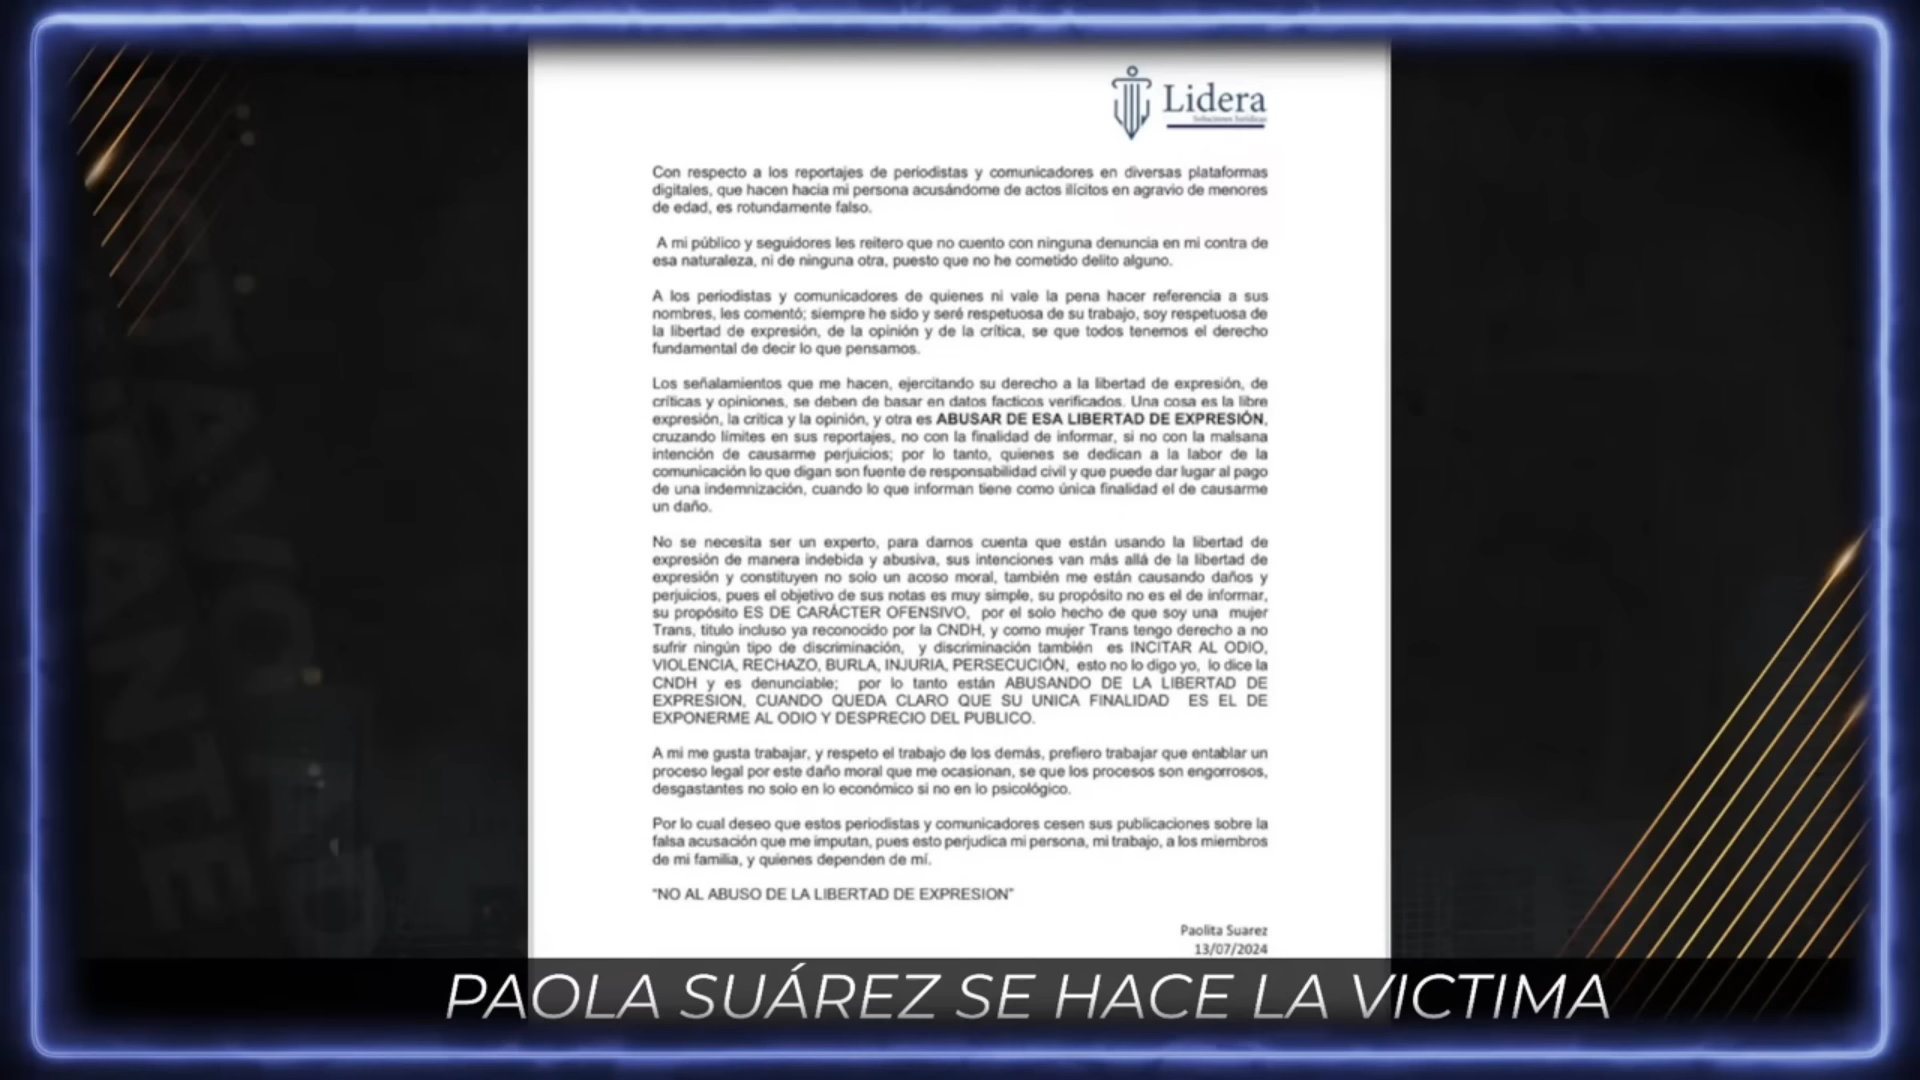 Lidera
Soluciones Jurídicas
Con respecto a los reportajes de periodistas y comunicadores en diversas plataformas
digitales, que hacen hacia mi persona acusándome de actos ilícitos en agravio de menores
de edad, es rotundamente falso.
A mi público y seguidores les reitero que no cuento con ninguna denuncia en mi contra de
esa naturaleza, ni de ninguna otra, puesto que no he cometido delito alguno.
A los periodistas y comunicadores de quienes ni vale la pena hacer referencia a sus
nombres, les comentó; siempre he sido y seré respetuosa de su trabajo, soy respetuosa de
la libertad de expresión, de la opinión y de la crítica, se que todos tenemos el derecho
fundamental de decir lo que pensamos.
Los señalamientos que me hacen, ejercitando su derecho a la libertad de expresión, de
críticas y opiniones, se deben de basar en datos facticos verificados. Una cosa es la libre
expresión, la crítica y la opinión, y otra es ABUSAR DE ESA LIBERTAD DE EXPRESIÓN,
cruzando límites en sus reportajes, no con la finalidad de informar, si no con la malsana
intención de causarme perjuicios; por lo tanto, quienes se dedican a la labor de la
comunicación lo que digan son fuente de responsabilidad civil y que puede dar lugar al pago
de una indemnización, cuando lo que informan tiene como única finalidad el de causarme
un daño.
No se necesita ser un experto, para darnos cuenta que están usando la libertad de
expresión de manera indebida y abusiva, sus intenciones van más allá de la libertad de
expresión y constituyen no solo un acoso moral, también me están causando daños y
perjuicios, pues el objetivo de sus notas es muy simple, su propósito no es el de informar,
su propósito ES DE CARÁCTER OFENSIVO, por el solo hecho de que soy una mujer
Trans, titulo incluso ya reconocido por la CNDH, y como mujer Trans tengo derecho a no
sufrir ningún tipo de discriminación, y discriminación también es INCITAR AL ODIO,
VIOLENCIA, RECHAZO, BURLA, INJURIA, PERSECUCIÓN, esto no lo digo yo, lo dice la
CNDH y es denunciable; por lo tanto están ABUSANDO DE LA LIBERTAD DE
EXPRESION, CUANDO QUEDA CLARO QUE SU UNICA FINALIDAD ES EL DE
EXPONERME AL ODIO Y DESPRECIO DEL PUBLICO.
A mi me gusta trabajar, y respeto el trabajo de los demás, prefiero trabajar que entablar un
proceso legal por este daño moral que me ocasionan, se que los procesos son engorrosos,
desgastantes no solo en lo económico si no en lo psicológico.
Por lo cual deseo que estos periodistas y comunicadores cesen sus publicaciones sobre la
falsa acusación que me imputan, pues esto perjudica mi persona, mi trabajo, a los miembros
de mi familia, y quienes dependen de mí.
"NO AL ABUSO DE LA LIBERTAD DE EXPRESION"
Paolita Suarez
13/07/2024
PAOLA SUÁREZ SE HACE LA VICTIMA